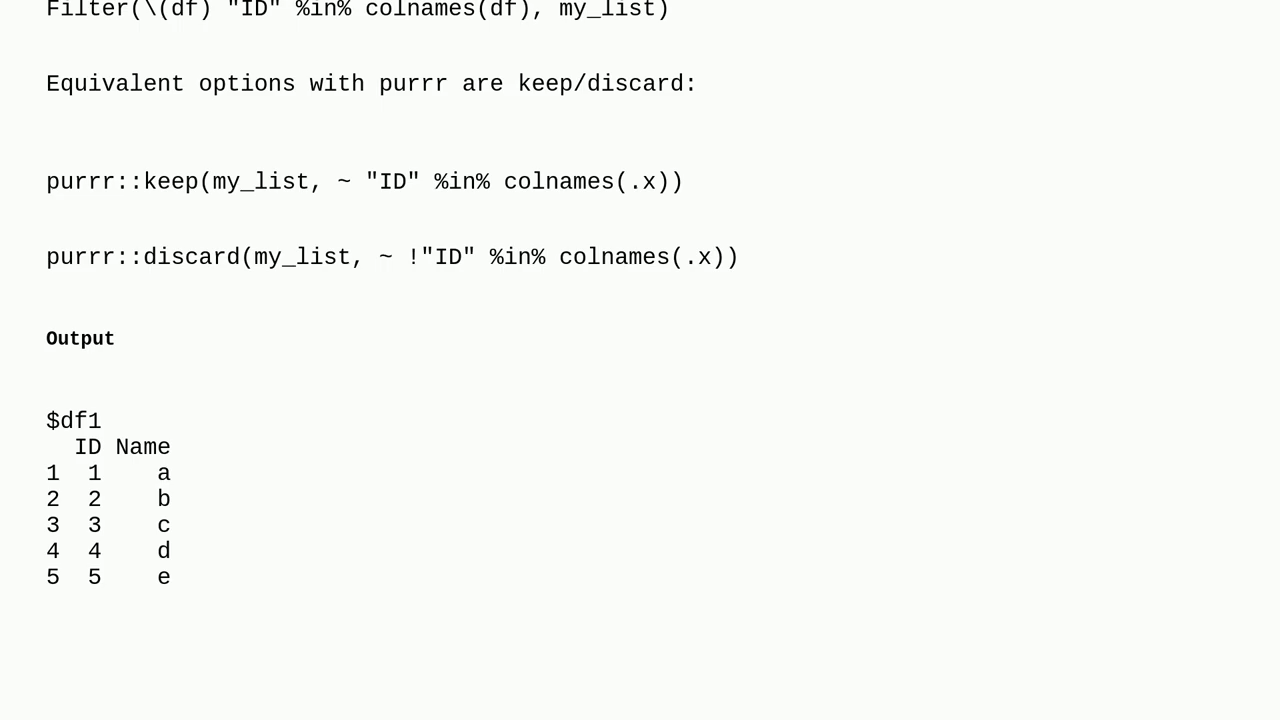 Filter(\(df) "ID" %in% colnames(df), my_list)
Equivalent options with purrr are keep/discard:
purrr::keep(my_list, ~ "ID" %in% colnames(.x))
purrr::discard(my_list, ~ !"ID" %in% colnames(.x))
Output
$df1
  ID Name
1  1    a
2  2    b
3  3    c
4  4    d
5  5    e